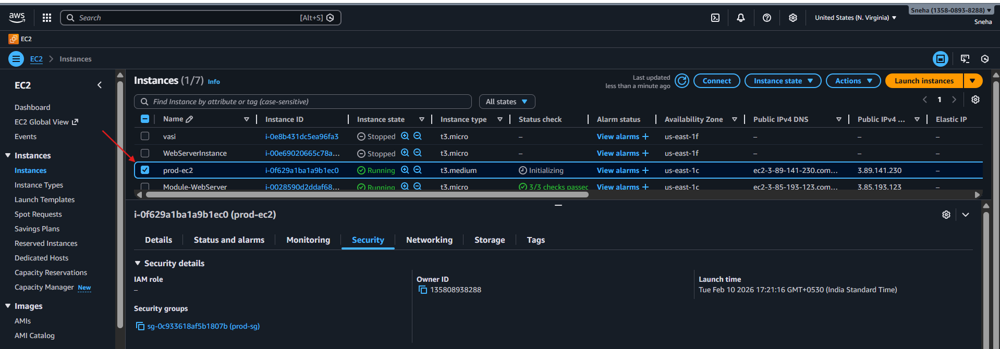 aws
Search [Alt+S]
United States (N. Virginia)
Sneha (1358-0893-8288)
Sneha
EC2
EC2 Instances
EC2
Dashboard
EC2 Global View
Events
Instances
Instances
Instance Types
Launch Templates
Spot Requests
Savings Plans
Reserved Instances
Dedicated Hosts
Capacity Reservations
Capacity Manager New
Images
AMIs
AMI Catalog
Instances (1/7) Info
Last updated
less than a minute ago
Connect
Instance state
Actions
Launch instances
Find Instance by attribute or tag (case-sensitive)
All states
1
Name Instance ID Instance state Instance type Status check Alarm status Availability Zone Public IPv4 DNS Public IPv4 ... Elastic IP
vasi i-0e8b431dc5ea96fa3 Stopped t3.micro – View alarms + us-east-1f – – –
WebServerInstance i-00e69020665c78a... Stopped t3.micro – View alarms + us-east-1f – – –
prod-ec2 i-0f629a1ba1a9b1ec0 Running t3.medium Initializing View alarms + us-east-1c ec2-3-89-141-230.com... 3.89.141.230 –
Module-WebServer i-0028590d2ddaf68... Running t3.micro 3/3 checks passec View alarms + us-east-1c ec2-3-85-193-123.com... 3.85.193.123 –
i-0f629a1ba1a9b1ec0 (prod-ec2)
Details
Status and alarms
Monitoring
Security
Networking
Storage
Tags
Security details
IAM role
–
Owner ID
135808938288
Launch time
Tue Feb 10 2026 17:21:16 GMT+0530 (India Standard Time)
Security groups
sg-0c933618af5b1807b (prod-sg)